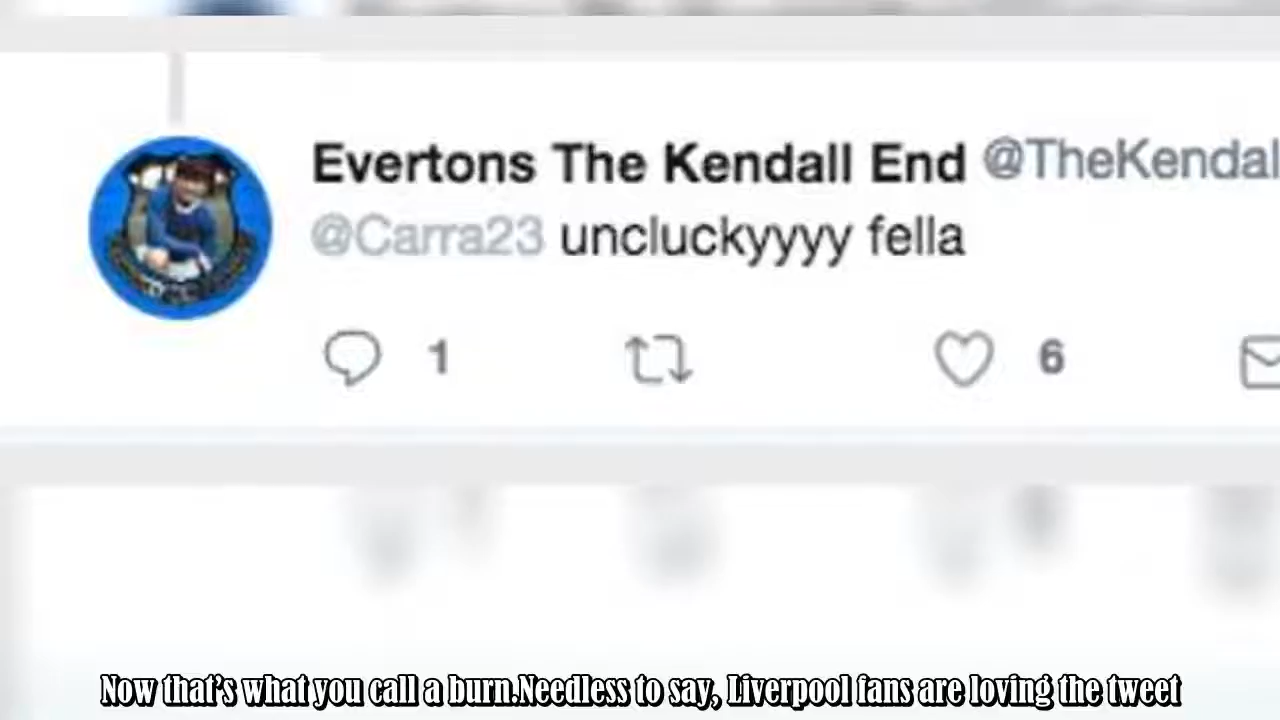 Evertons The Kendall End @TheKendal
@Carra23 uncluckyyyy fella
1 6
Now that's what you call a burn.Needless to say, Liverpool fans are loving the tweet